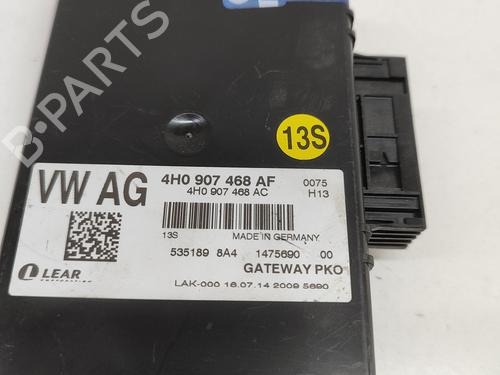 B-PARTS
13S
VW AG
4H0 907 468 AF
0075
4H0 907 468 AC
H13
13S
MADE IN GERMANY
535189 8A4 1475690 00
LEAR
GATEWAY PKO
LAK-000 16.07.14 2009 5690